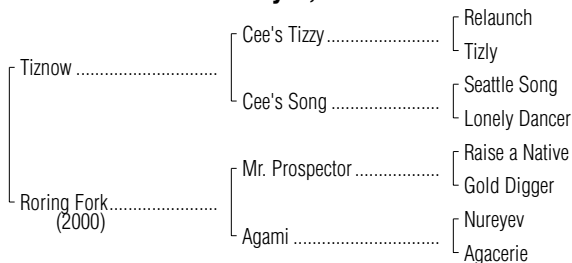 Relaunch
Cee's Tizzy
Tizly
Tiznow
Seattle Song
Cee's Song
Lonely Dancer
Raise a Native
Mr. Prospector
Gold Digger
Roring Fork
(2000)
Nureyev
Agami
Agacerie